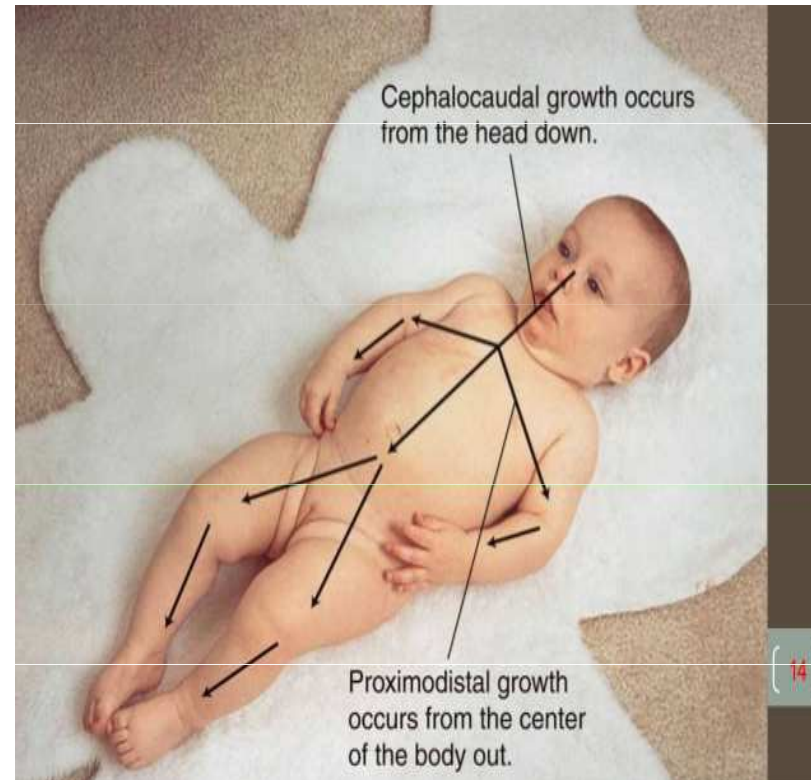 Cephalocaudal growth occurs
from the head down.
Proximodistal growth
occurs from the center
of the body out.
14